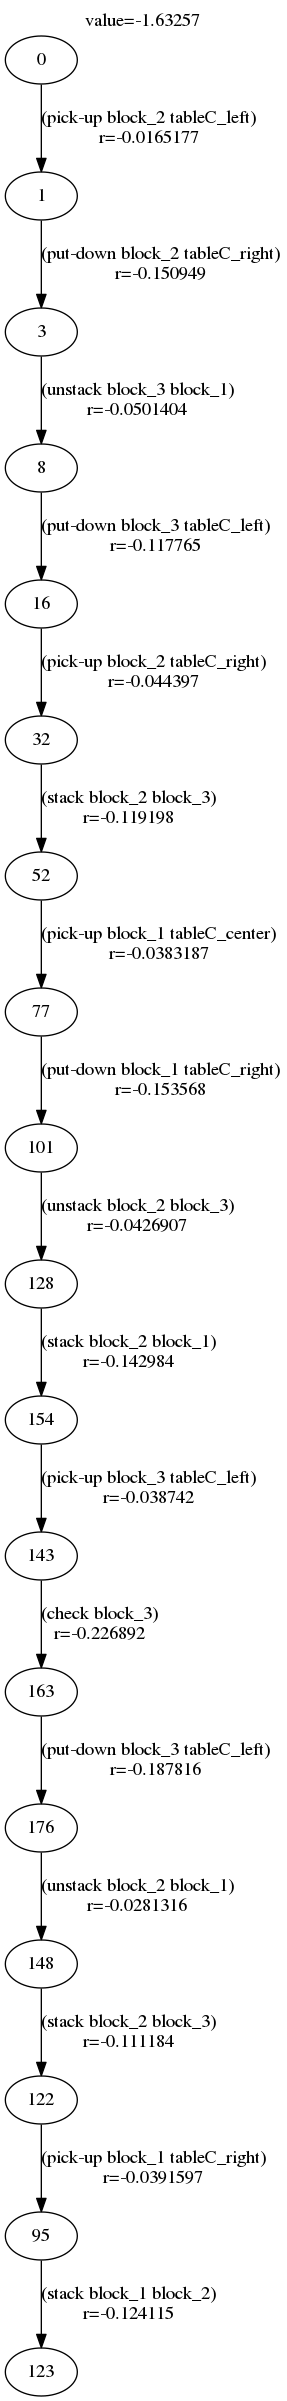 value=-1.63257
0
(pick-up block_2 tableC_left)
r=-0.0165177
1
(put-down block_2 tableC_right)
r=-0.150949
3
(unstack block_3 block_1)
r=-0.0501404
8
(put-down block_3 tableC_left)
r=-0.117765
16
(pick-up block_2 tableC_right)
r=-0.044397
32
(stack block_2 block_3)
r=-0.119198
52
(pick-up block_1 tableC_center)
r=-0.0383187
77
(put-down block_1 tableC_right)
r=-0.153568
101
(unstack block_2 block_3)
r=-0.0426907
128
(stack block_2 block_1)
r=-0.142984
154
(pick-up block_3 tableC_left)
r=-0.038742
143
(check block_3)
r=-0.226892
163
(put-down block_3 tableC_left)
r=-0.187816
176
(unstack block_2 block_1)
r=-0.0281316
148
(stack block_2 block_3)
r=-0.111184
122
(pick-up block_1 tableC_right)
r=-0.0391597
95
(stack block_1 block_2)
r=-0.124115
123